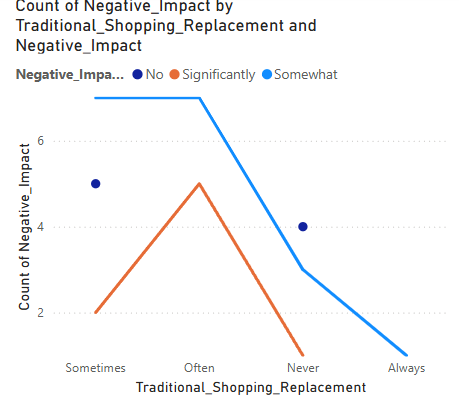 Count of Negative_Impact by
Traditional_Shopping_Replacement and
Negative_Impact
Negative_Impa... No Significantly Somewhat
6
4
2
Count of Negative_Impact
Sometimes Often Never Always
Traditional_Shopping_Replacement